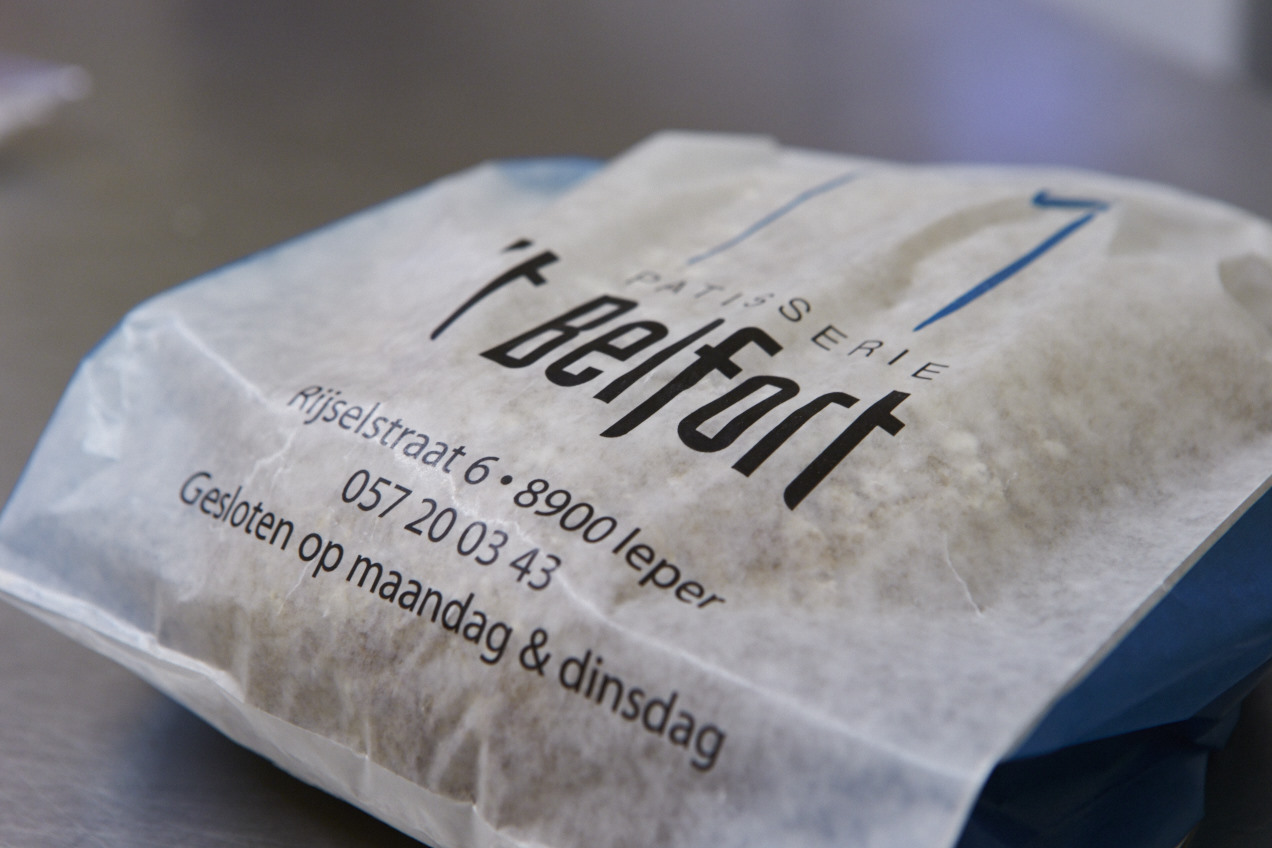 PATISSERIE
't Belfort
Rijselstraat 6 • 8900 Ieper
057 20 03 43
Gesloten op maandag & dinsdag